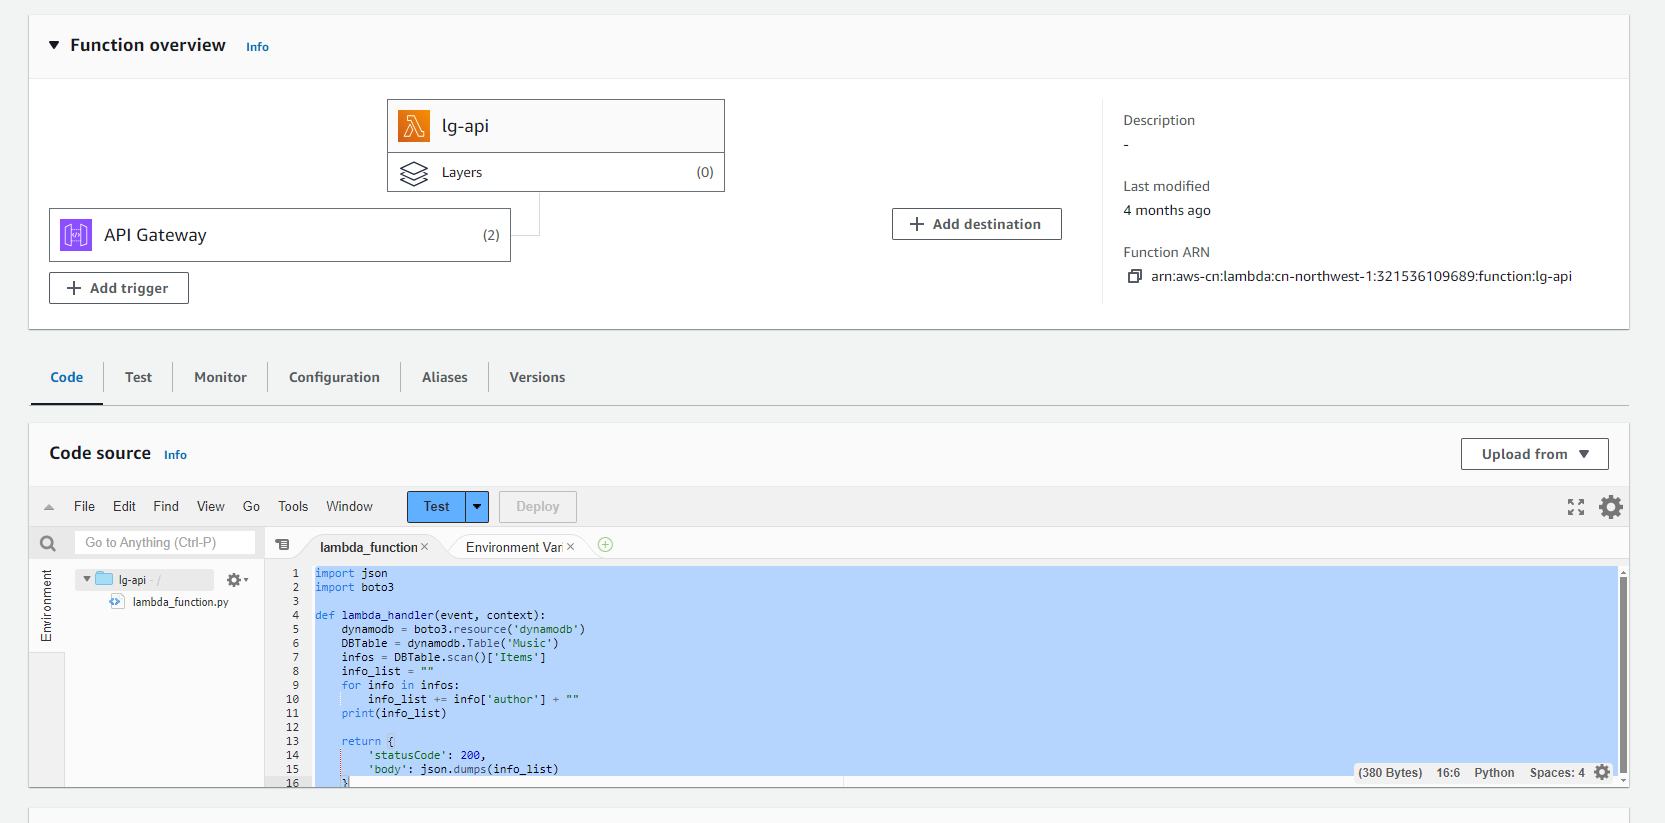 Function overview Info
lg-api
Layers (0)
API Gateway (2)
+ Add trigger
+ Add destination
Description
-
Last modified
4 months ago
Function ARN
arn:aws-cn:lambda:cn-northwest-1:321536109689:function:lg-api
Code Test Monitor Configuration Aliases Versions
Code source Info
Upload from
File Edit Find View Go Tools Window Test Deploy
Go to Anything (Ctrl-P)
lambda_function × Environment Var ×
Environment
lg-api - /
lambda_function.py
1 import json
2 import boto3
3
4 def lambda_handler(event, context):
5 dynamodb = boto3.resource('dynamodb')
6 DBTable = dynamodb.Table('Music')
7 infos = DBTable.scan()['Items']
8 info_list = ""
9 for info in infos:
10 info_list += info['author'] + ""
11 print(info_list)
12
13 return {
14 'statusCode': 200,
15 'body': json.dumps(info_list)
16 }
(380 Bytes) 16:6 Python Spaces: 4